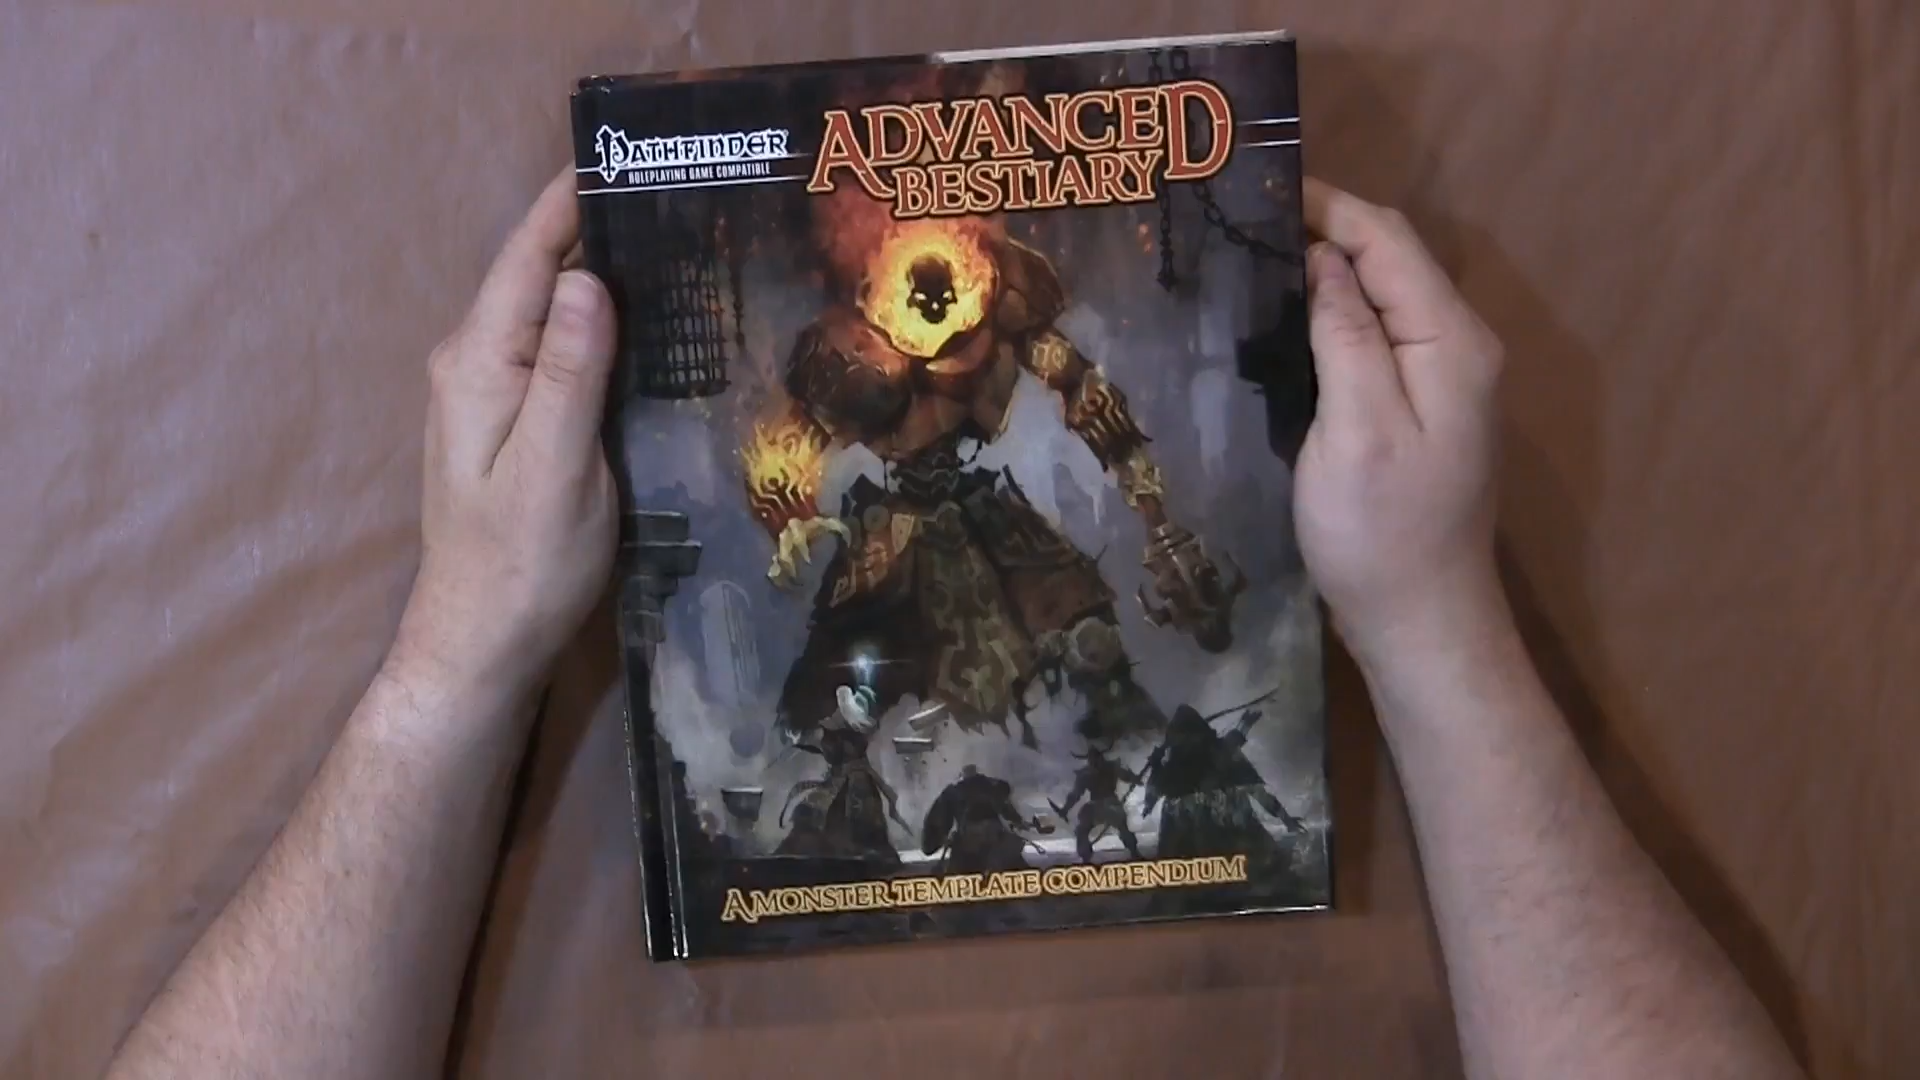 PATHFINDER
ROLEPLAYING GAME COMPATIBLE
ADVANCED
BESTIARY
A MONSTER TEMPLATE COMPENDIUM